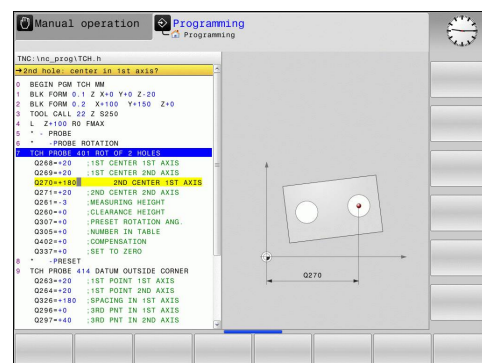 Manual operation
Programming
Programming
TNC:\nc_prog\TCH.h
→2nd hole: center in 1st axis?
0 BEGIN PGM TCH MM
1 BLK FORM 0.1 Z X+0 Y+0 Z-20
2 BLK FORM 0.2 X+100 Y+150 Z+0
3 TOOL CALL 22 Z S250
4 L Z+100 R0 FMAX
5 * - PROBE
6 * -PROBE ROTATION
7 TCH PROBE 401 ROT OF 2 HOLES
Q268=+20 ;1ST CENTER 1ST AXIS
Q269=+20 ;1ST CENTER 2ND AXIS
Q270=+180 2ND CENTER 1ST AXIS
Q271=+20 ;2ND CENTER 2ND AXIS
Q261=-3 ;MEASURING HEIGHT
Q260=+0 ;CLEARANCE HEIGHT
Q307=+0 ;PRESET ROTATION ANG.
Q305=+0 ;NUMBER IN TABLE
Q402=+0 ;COMPENSATION
Q337=+0 ;SET TO ZERO
8 * -PRESET
9 TCH PROBE 414 DATUM OUTSIDE CORNER
Q263=+20 ;1ST POINT 1ST AXIS
Q264=+20 ;1ST POINT 2ND AXIS
Q326=+180 ;SPACING IN 1ST AXIS
Q296=+0 ;3RD PNT IN 1ST AXIS
Q297=+40 ;3RD PNT IN 2ND AXIS
Q270